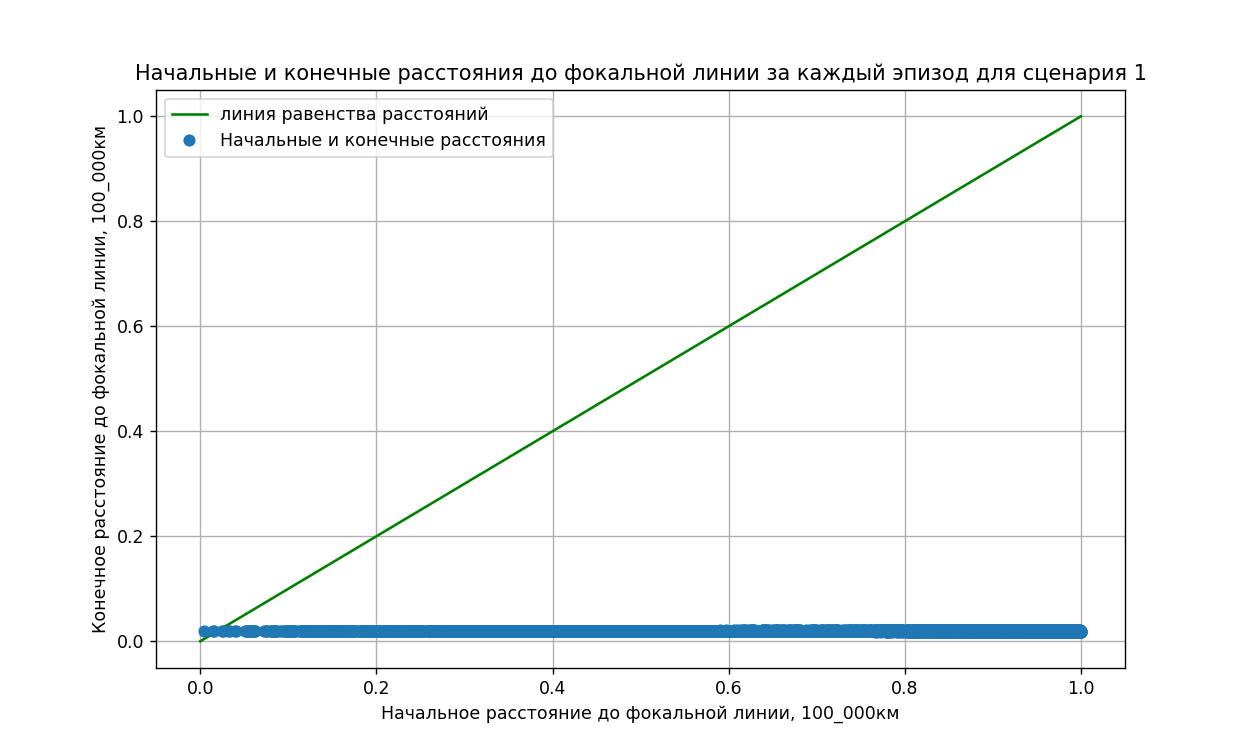 Начальные и конечные расстояния до фокальной линии за каждый эпизод для сценария 1
линия равенства расстояний
Начальные и конечные расстояния
Конечное расстояние до фокальной линии, 100_000км
1.0
0.8
0.6
0.4
0.2
0.0
0.0 0.2 0.4 0.6 0.8 1.0
Начальное расстояние до фокальной линии, 100_000км